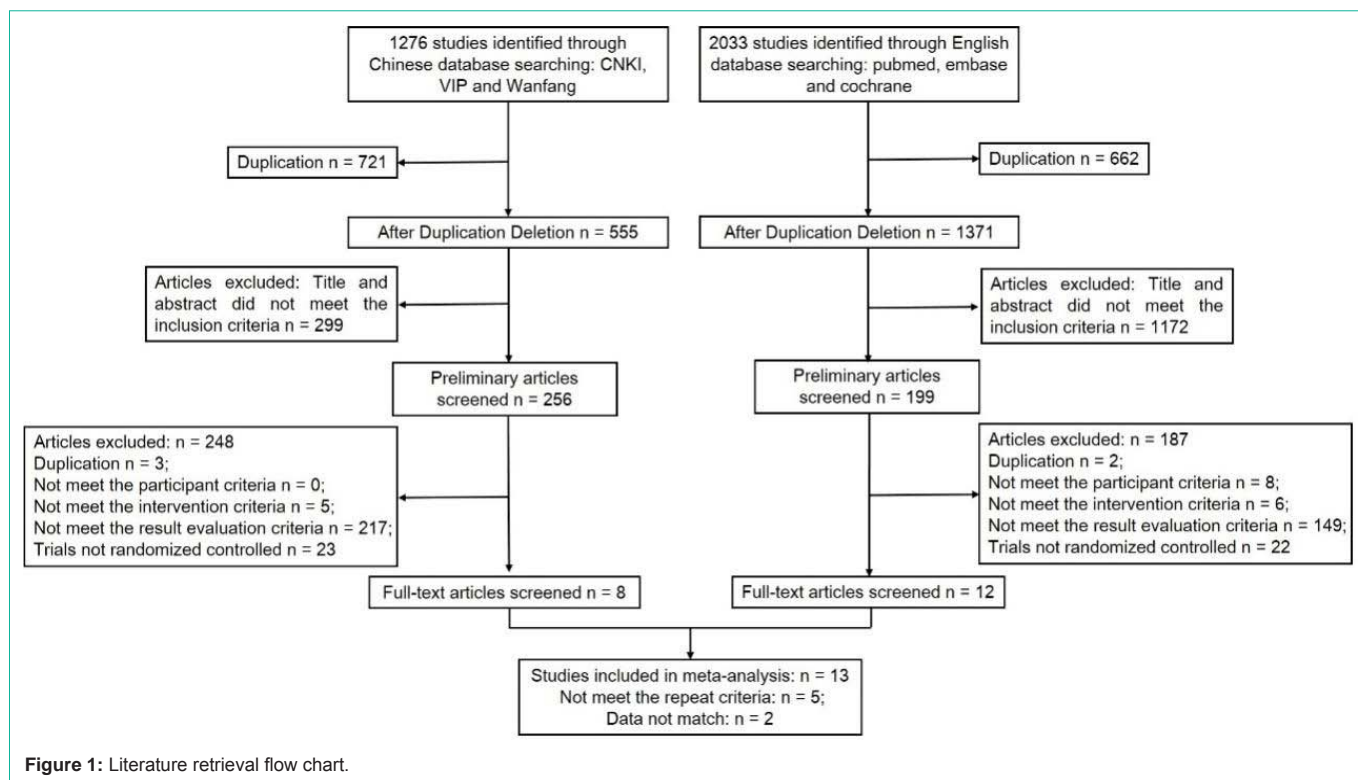 1276 studies identified through
Chinese database searching: CNKI,
VIP and Wanfang
2033 studies identified through English
database searching: pubmed, embase
and cochrane
Duplication n = 721
Duplication n = 662
After Duplication Deletion n = 555
After Duplication Deletion n = 1371
Articles excluded: Title and
abstract did not meet the
inclusion criteria n = 299
Articles excluded: Title and
abstract did not meet the
inclusion criteria n = 1172
Preliminary articles
screened n = 256
Preliminary articles
screened n = 199
Articles excluded: n = 248
Duplication n = 3;
Not meet the participant criteria n = 0;
Not meet the intervention criteria n = 5;
Not meet the result evaluation criteria n = 217;
Trials not randomized controlled n = 23
Articles excluded: n = 187
Duplication n = 2;
Not meet the participant criteria n = 8;
Not meet the intervention criteria n = 6;
Not meet the result evaluation criteria n = 149;
Trials not randomized controlled n = 22
Full-text articles screened n = 8
Full-text articles screened n = 12
Studies included in meta-analysis: n = 13
Not meet the repeat criteria: n = 5;
Data not match: n = 2
Figure 1: Literature retrieval flow chart.